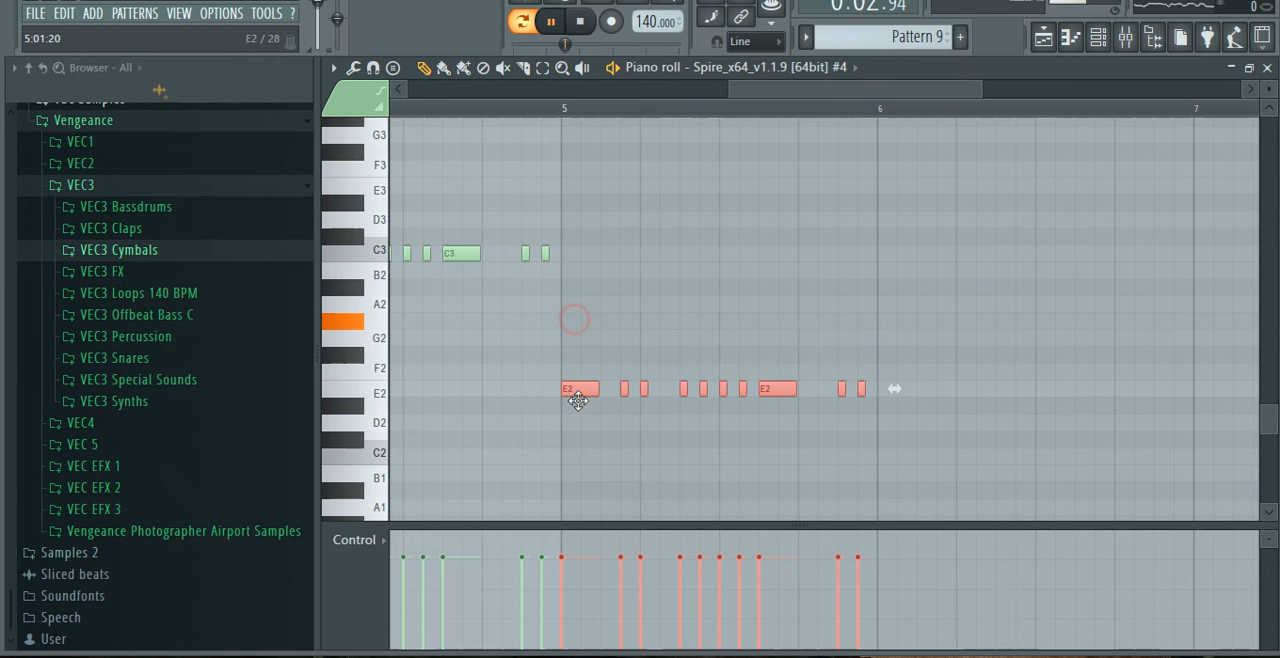 FILE EDIT ADD PATTERNS VIEW OPTIONS TOOLS ?
5:01:20 E2 / 28
140.000
Line
0:02.94
Pattern 9
0
Browser - All
Piano roll - Spire_x64_v1.1.9 [64bit] #4
Vengeance
VEC1
VEC2
VEC3
VEC3 Bassdrums
VEC3 Claps
VEC3 Cymbals
VEC3 FX
VEC3 Loops 140 BPM
VEC3 Offbeat Bass C
VEC3 Percussion
VEC3 Snares
VEC3 Special Sounds
VEC3 Synths
VEC4
VEC 5
VEC EFX 1
VEC EFX 2
VEC EFX 3
Vengeance Photographer Airport Samples
Samples 2
Sliced beats
Soundfonts
Speech
User
5 6 7
G3
F3
E3
D3
C3 C3
B2
A2
G2
F2
E2 E2 E2
D2
C2
B1
A1
Control